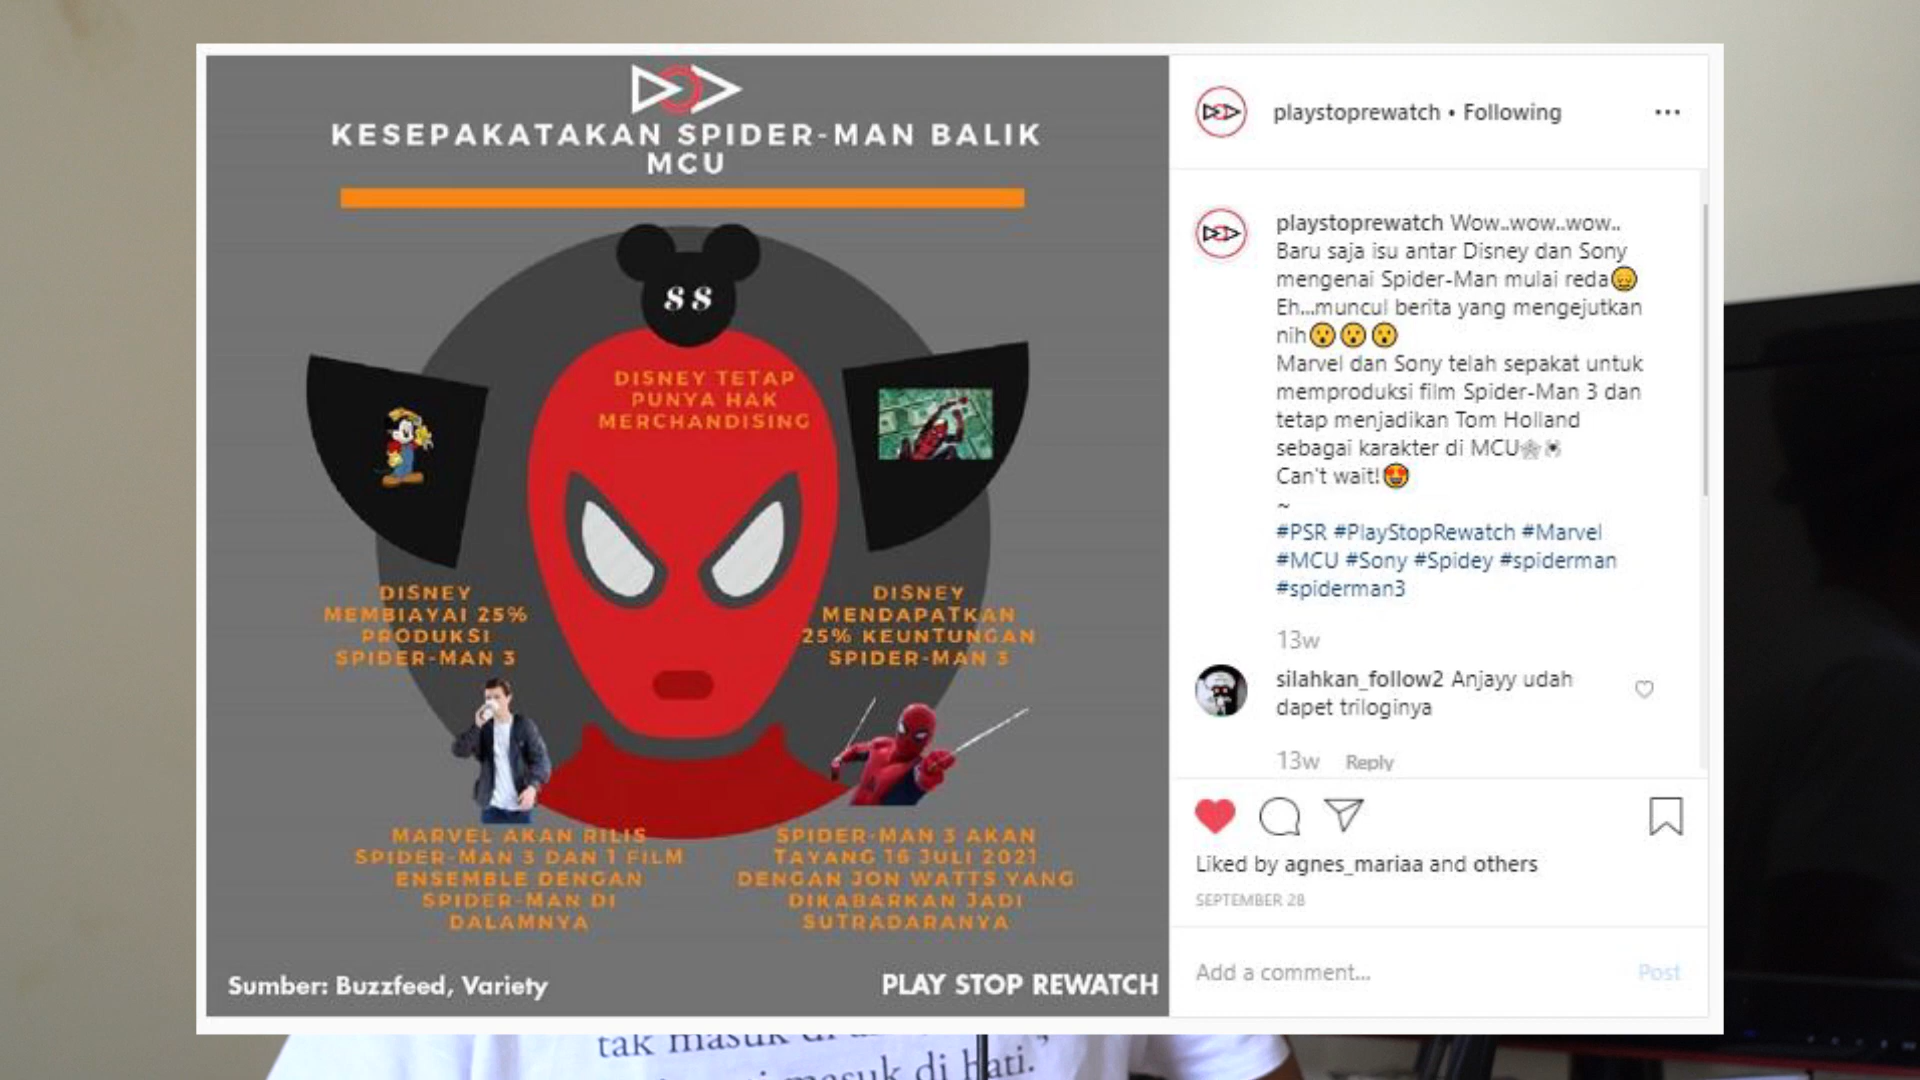 KESEPAKATAKAN SPIDER-MAN BALIK
MCU
88
DISNEY TETAP
PUNYA HAK
MERCHANDISING
DISNEY
MEMBIAYAI 25%
PRODUKSI
SPIDER-MAN 3
DISNEY
MENDAPATKAN
25% KEUNTUNGAN
SPIDER-MAN 3
MARVEL AKAN RILIS
SPIDER-MAN 3 DAN 1 FILM
ENSEMBLE DENGAN
SPIDER-MAN DI
DALAMNYA
SPIDER-MAN 3 AKAN
TAYANG 16 JULI 2021
DENGAN JON WATTS YANG
DIKABARKAN JADI
SUTRADARANYA
Sumber: Buzzfeed, Variety
PLAY STOP REWATCH
playstoprewatch • Following
playstoprewatch Wow..wow..wow..
Baru saja isu antar Disney dan Sony
mengenai Spider-Man mulai reda😞
Eh...muncul berita yang mengejutkan
nih😮😮😮
Marvel dan Sony telah sepakat untuk
memproduksi film Spider-Man 3 dan
tetap menjadikan Tom Holland
sebagai karakter di MCU🕸🕷
Can't wait!😍
~
#PSR #PlayStopRewatch #Marvel
#MCU #Sony #Spidey #spiderman
#spiderman3
13w
silahkan_follow2 Anjayy udah
dapet triloginya
13w Reply
Liked by agnes_mariaa and others
SEPTEMBER 28
Add a comment... Post
tak masuk di
masuk di hati."